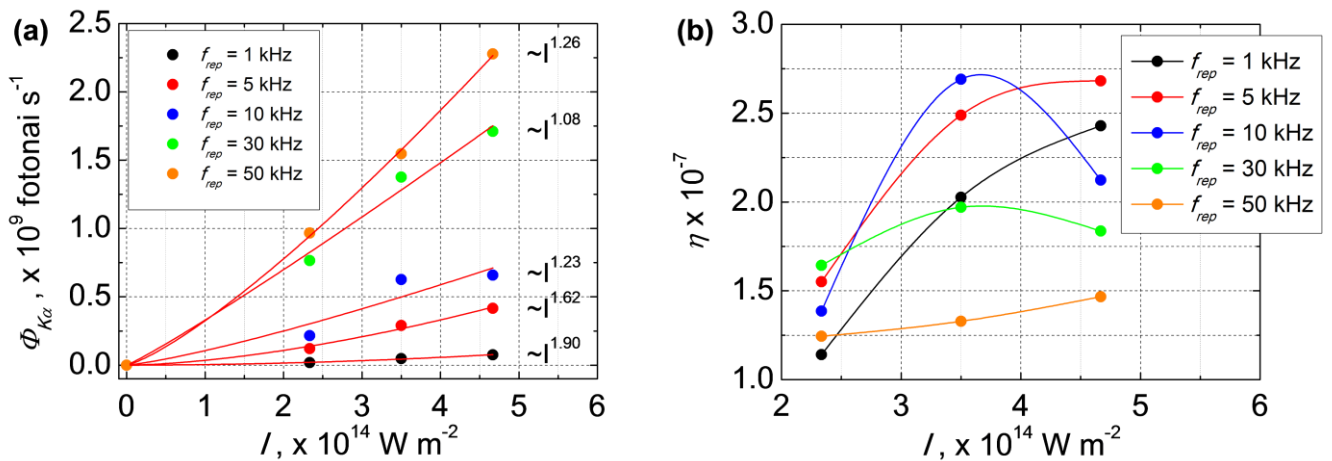 (a)
Φ_Kα, x 10^9 fotonai s^-1
2.5
2.0
1.5
1.0
0.5
0.0
f_rep = 1 kHz
f_rep = 5 kHz
f_rep = 10 kHz
f_rep = 30 kHz
f_rep = 50 kHz
~I^1.26
~I^1.08
~I^1.23
~I^1.62
~I^1.90
0 1 2 3 4 5 6
I , x 10^14 W m^-2
(b)
η x 10^-7
3.0
2.5
2.0
1.5
1.0
f_rep = 1 kHz
f_rep = 5 kHz
f_rep = 10 kHz
f_rep = 30 kHz
f_rep = 50 kHz
2 3 4 5 6
I , x 10^14 W m^-2